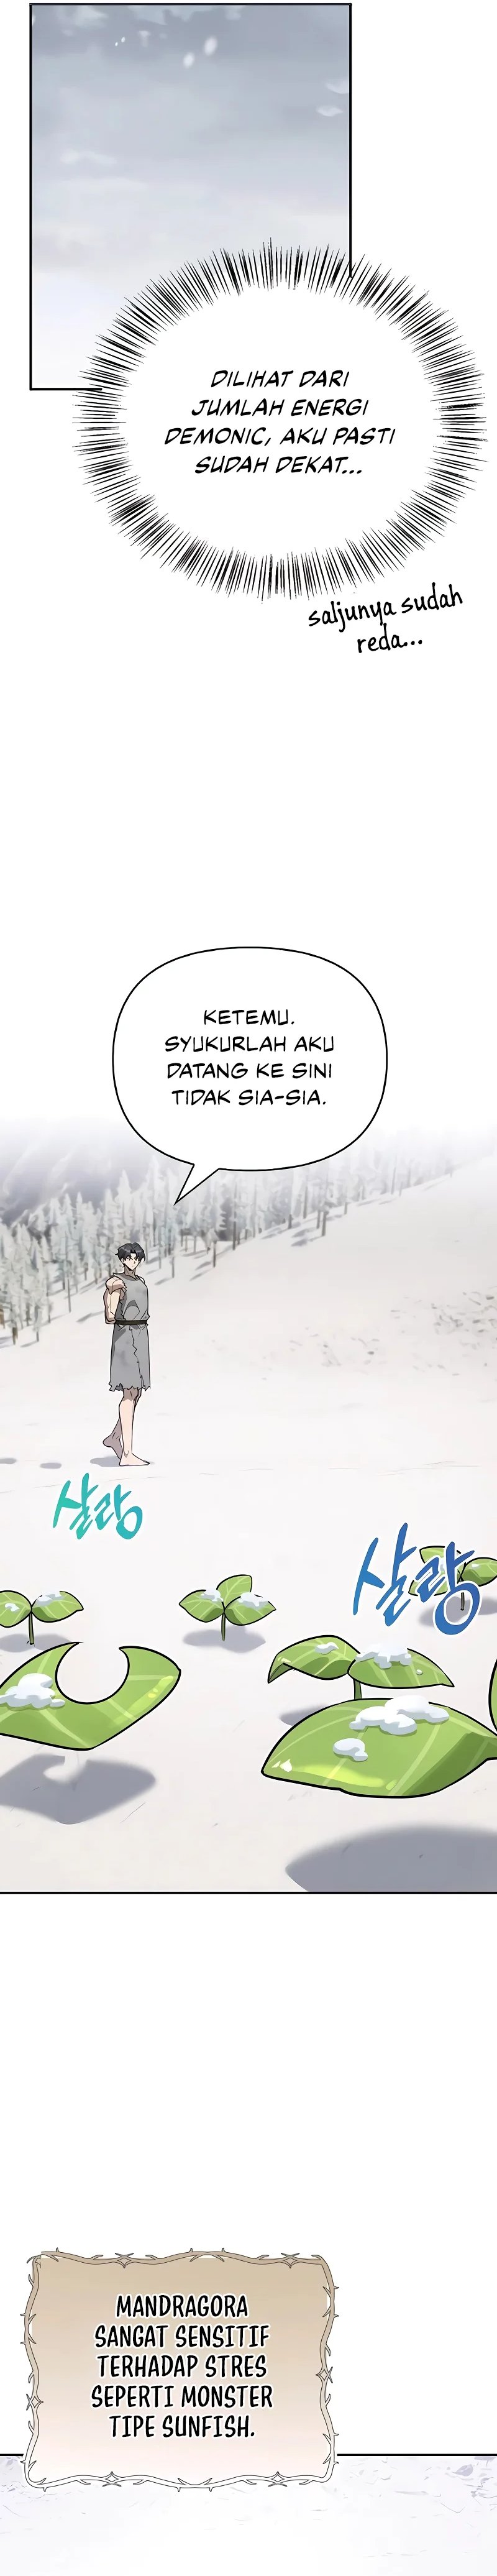 DILIHAT DARI
JUMLAH ENERGI
DEMONIC, AKU PASTI
SUDAH DEKAT...
saljunya sudah
reda...
KETEMU.
SYUKURLAH AKU
DATANG KE SINI
TIDAK SIA-SIA.
살랑
살랑
MANDRAGORA
SANGAT SENSITIF
TERHADAP STRES
SEPERTI MONSTER
TIPE SUNFISH.